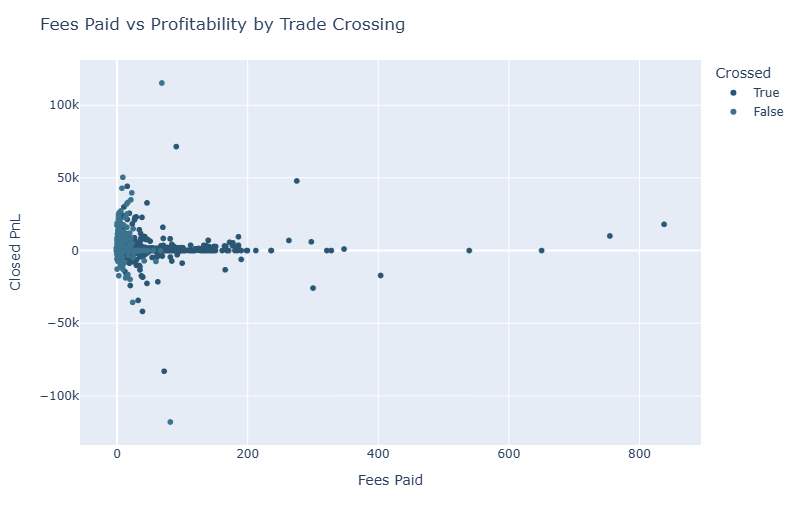 Fees Paid vs Profitability by Trade Crossing
Crossed
True
False
100k
50k
0
−50k
−100k
Closed PnL
0 200 400 600 800
Fees Paid